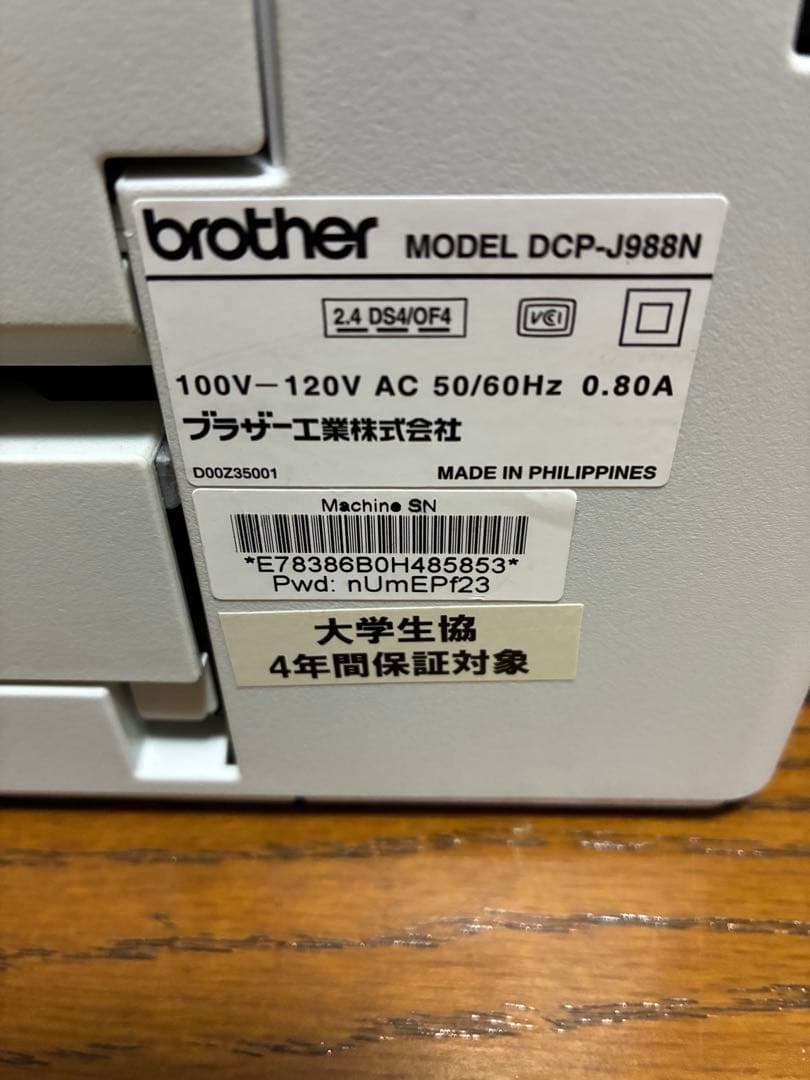 brother MODEL DCP-J988N
2.4 DS4/OF4 VCI
100V－120V AC 50/60Hz 0.80A
ブラザー工業株式会社
D00Z35001 MADE IN PHILIPPINES
Machine SN
*E78386B0H485853*
Pwd: nUmEPf23
大学生協
4年間保証対象